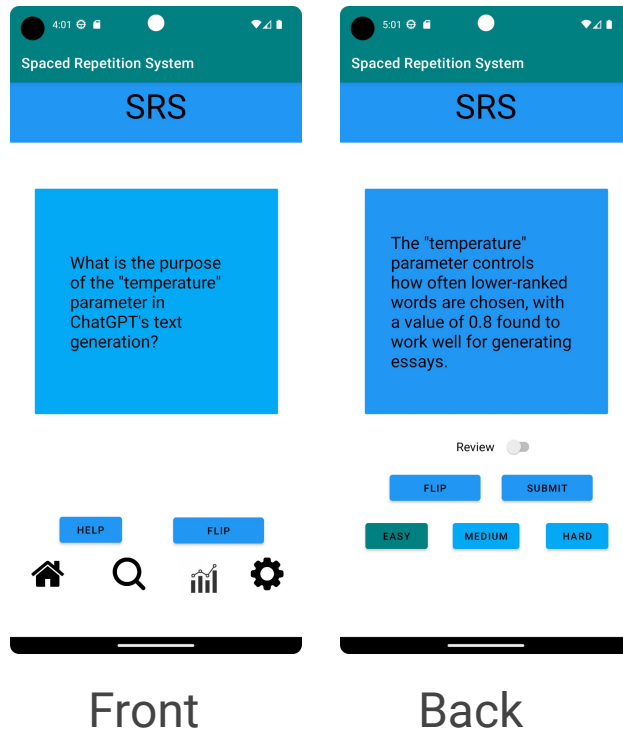 4:01
Spaced Repetition System
SRS
What is the purpose
of the "temperature"
parameter in
ChatGPT's text
generation?
HELP
FLIP
Front
5:01
Spaced Repetition System
SRS
The "temperature"
parameter controls
how often lower-ranked
words are chosen, with
a value of 0.8 found to
work well for generating
essays.
Review
FLIP
SUBMIT
EASY
MEDIUM
HARD
Back